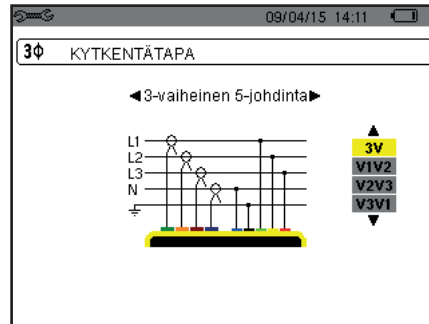 09/04/15 14:11
3Φ KYTKENTÄTAPA
◄3-vaiheinen 5-johdinta►
L1
L2
L3
N
3V
V1V2
V2V3
V3V1